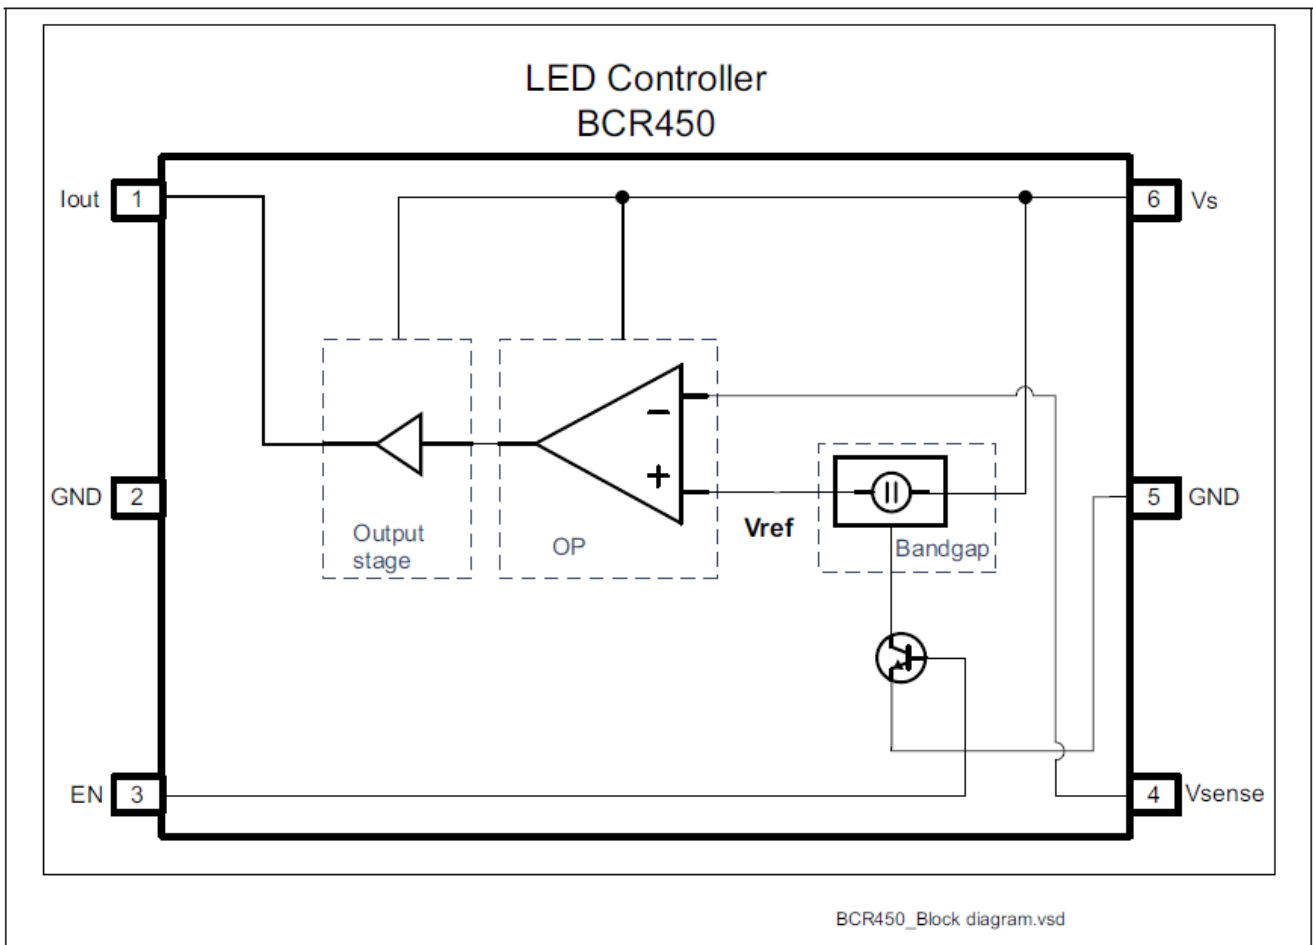 LED Controller
BCR450
Iout
1
6
Vs
GND
2
5
GND
Output
stage
OP
Vref
Bandgap
EN
3
4
Vsense
BCR450_Block diagram.vsd